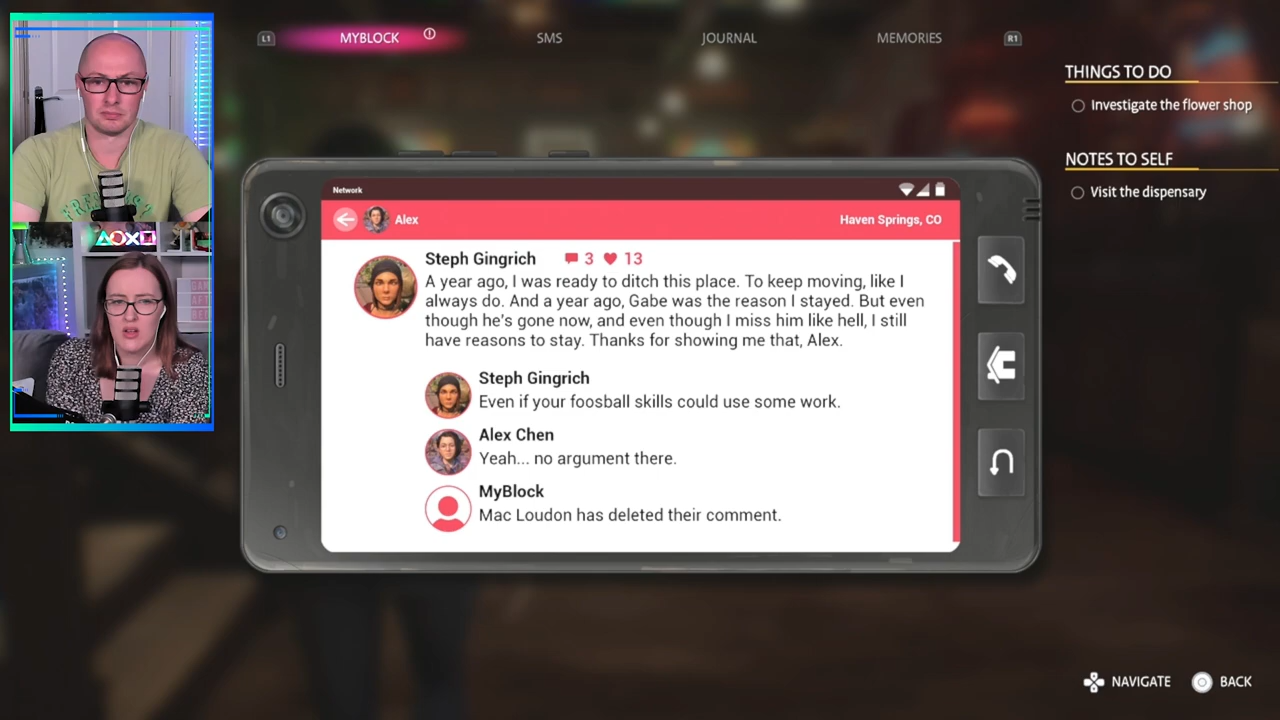 L1
MYBLOCK
SMS
JOURNAL
MEMORIES
R1
THINGS TO DO
Investigate the flower shop
NOTES TO SELF
Visit the dispensary
Network
Alex
Haven Springs, CO
Steph Gingrich 3 13
A year ago, I was ready to ditch this place. To keep moving, like I
always do. And a year ago, Gabe was the reason I stayed. But even
though he's gone now, and even though I miss him like hell, I still
have reasons to stay. Thanks for showing me that, Alex.
Steph Gingrich
Even if your foosball skills could use some work.
Alex Chen
Yeah... no argument there.
MyBlock
Mac Loudon has deleted their comment.
NAVIGATE
BACK